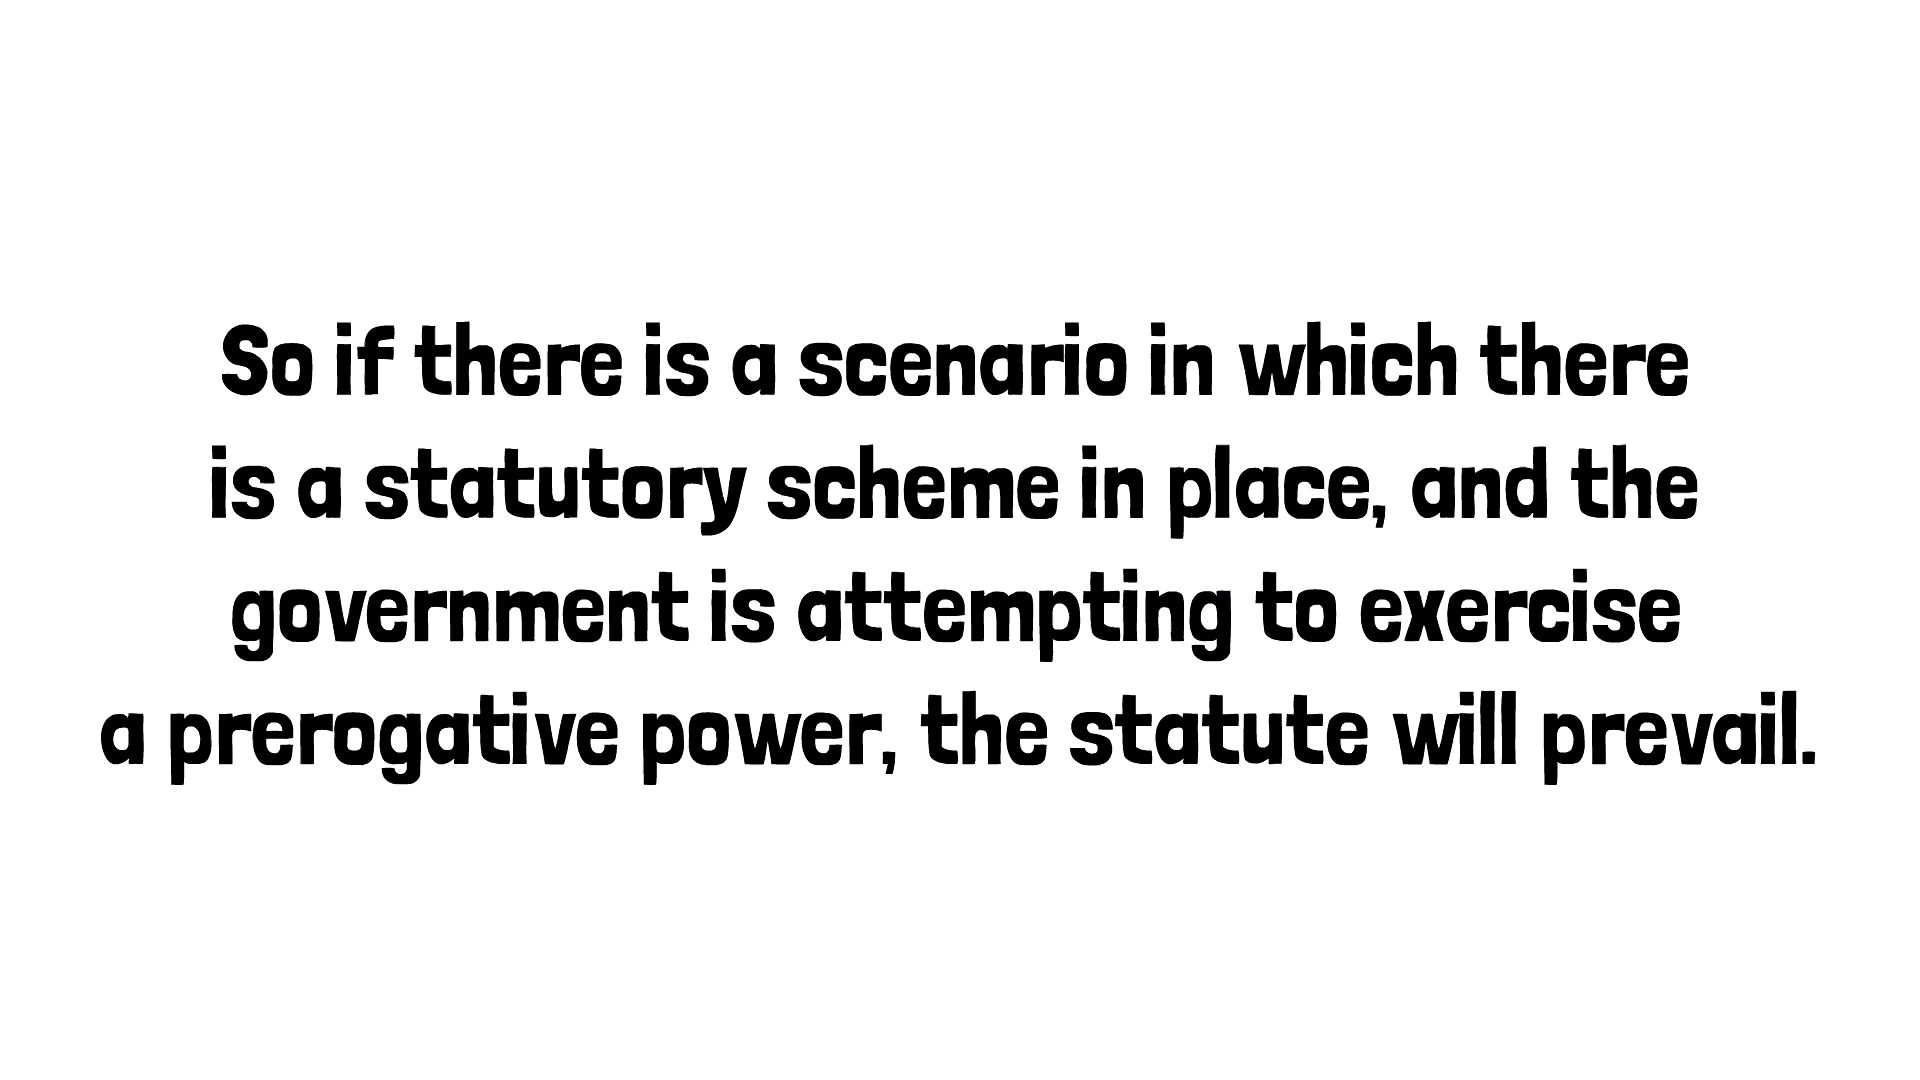 So if there is a scenario in which there
is a statutory scheme in place, and the
government is attempting to exercise
a prerogative power, the statute will prevail.